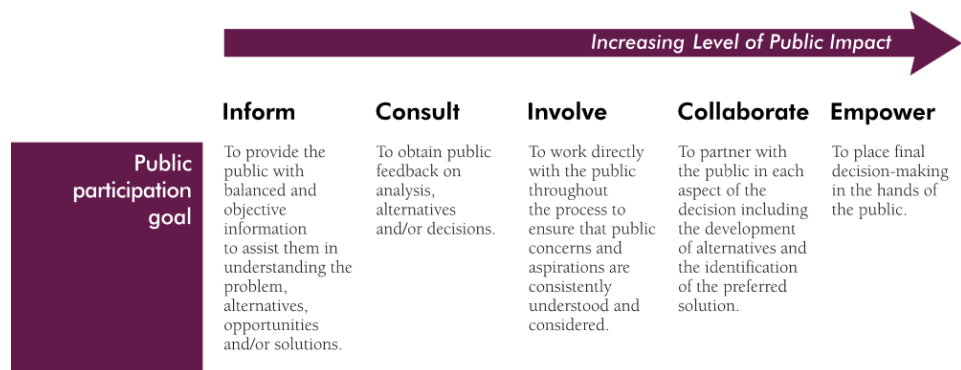 Increasing Level of Public Impact
Inform
Consult
Involve
Collaborate
Empower
Public
participation
goal
To provide the
public with
balanced and
objective
information
to assist them in
understanding the
problem,
alternatives,
opportunities
and/or solutions.
To obtain public
feedback on
analysis,
alternatives
and/or decisions.
To work directly
with the public
throughout
the process to
ensure that public
concerns and
aspirations are
consistently
understood and
considered.
To partner with
the public in each
aspect of the
decision including
the development
of alternatives and
the identification
of the preferred
solution.
To place final
decision-making
in the hands of
the public.